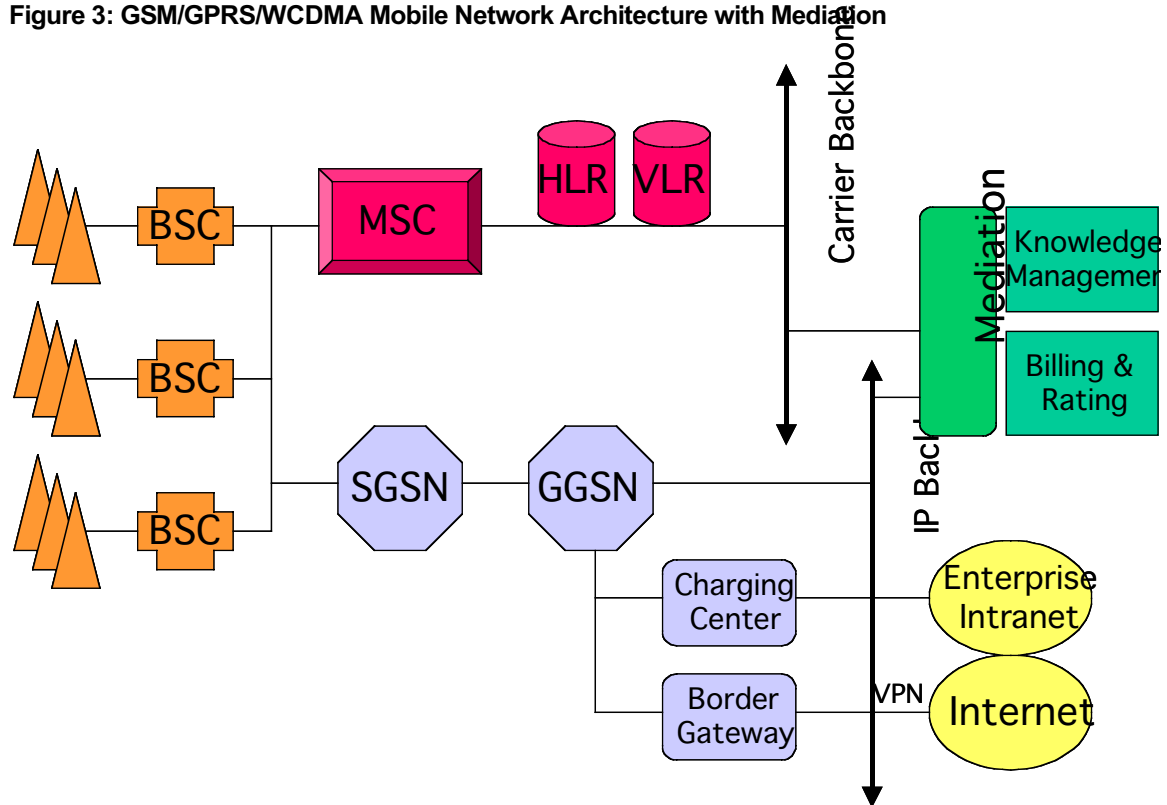 Figure 3: GSM/GPRS/WCDMA Mobile Network Architecture with Mediation
Carrier Backbone
HLR
VLR
BSC
MSC
Mediation
Knowledge
Managemen
BSC
Billing &
Rating
IP Back
BSC
SGSN
GGSN
Charging
Center
Enterprise
Intranet
Border
Gateway
VPN
Internet